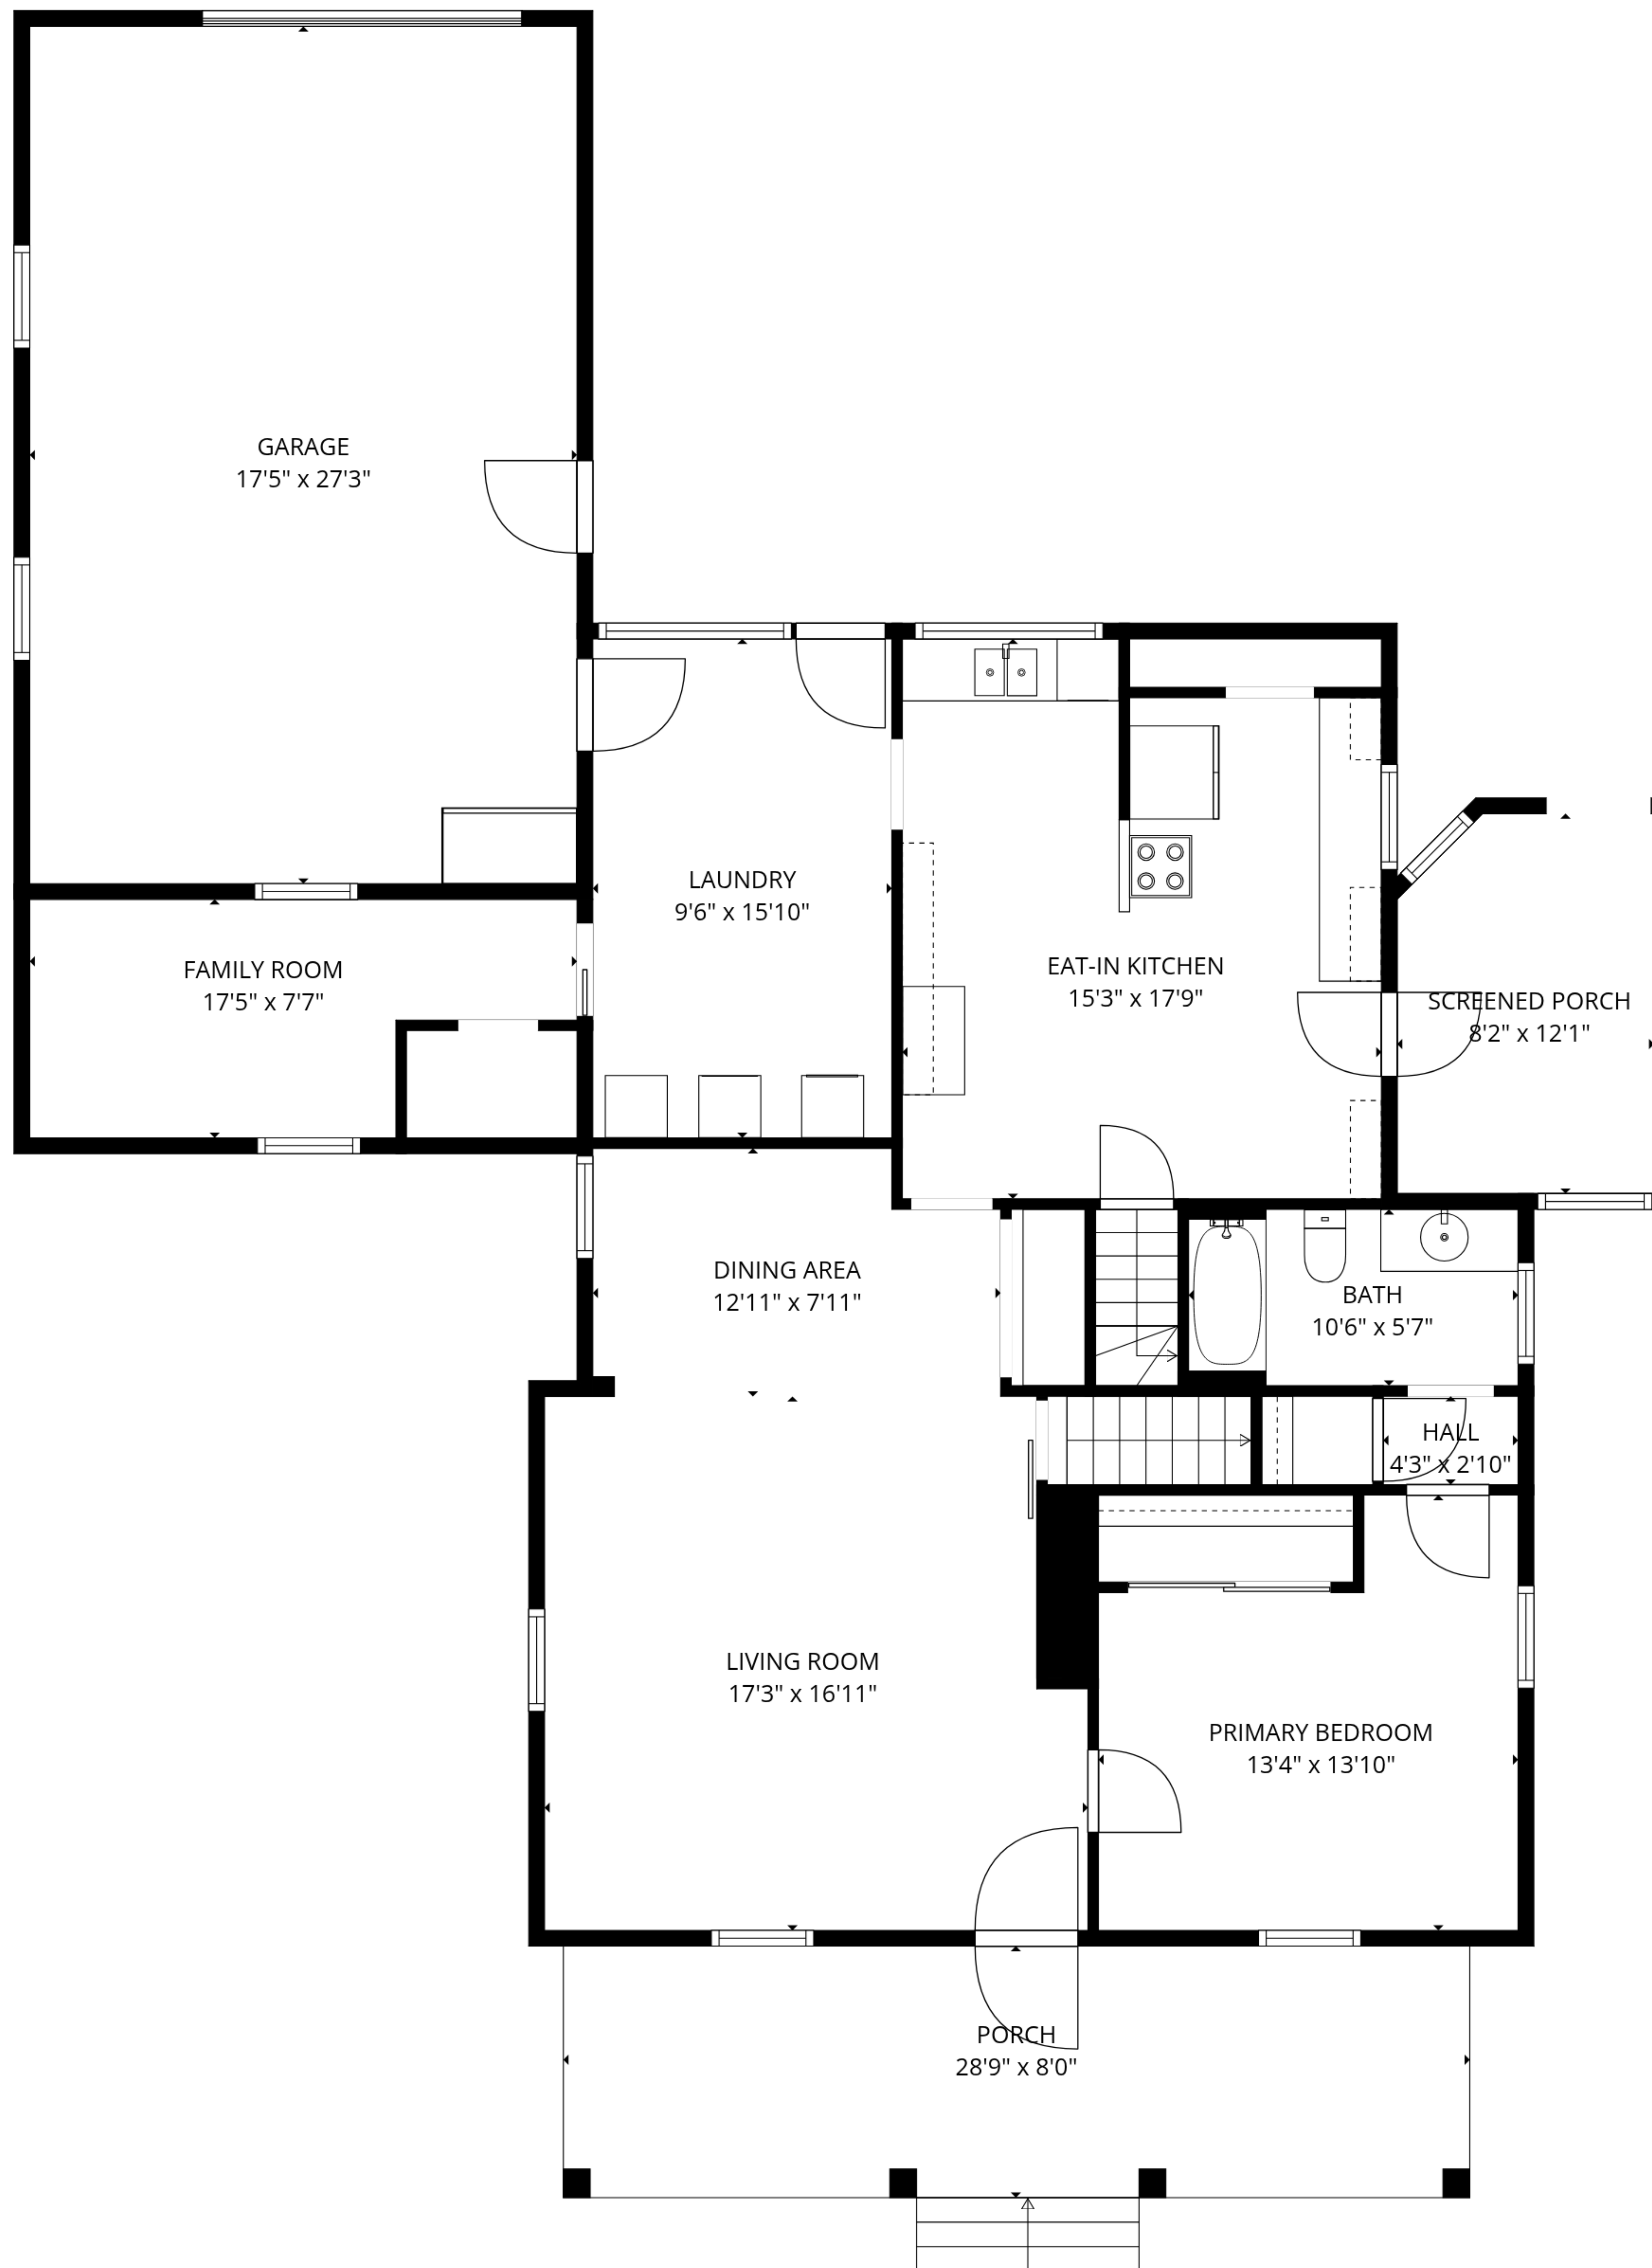 GARAGE
17'5" x 27'3"
LAUNDRY
9'6" x 15'10"
EAT-IN KITCHEN
15'3" x 17'9"
FAMILY ROOM
17'5" x 7'7"
SCREENED PORCH
8'2" x 12'1"
DINING AREA
12'11" x 7'11"
BATH
10'6" x 5'7"
HALL
4'3" x 2'10"
LIVING ROOM
17'3" x 16'11"
PRIMARY BEDROOM
13'4" x 13'10"
PORCH
28'9" x 8'0"